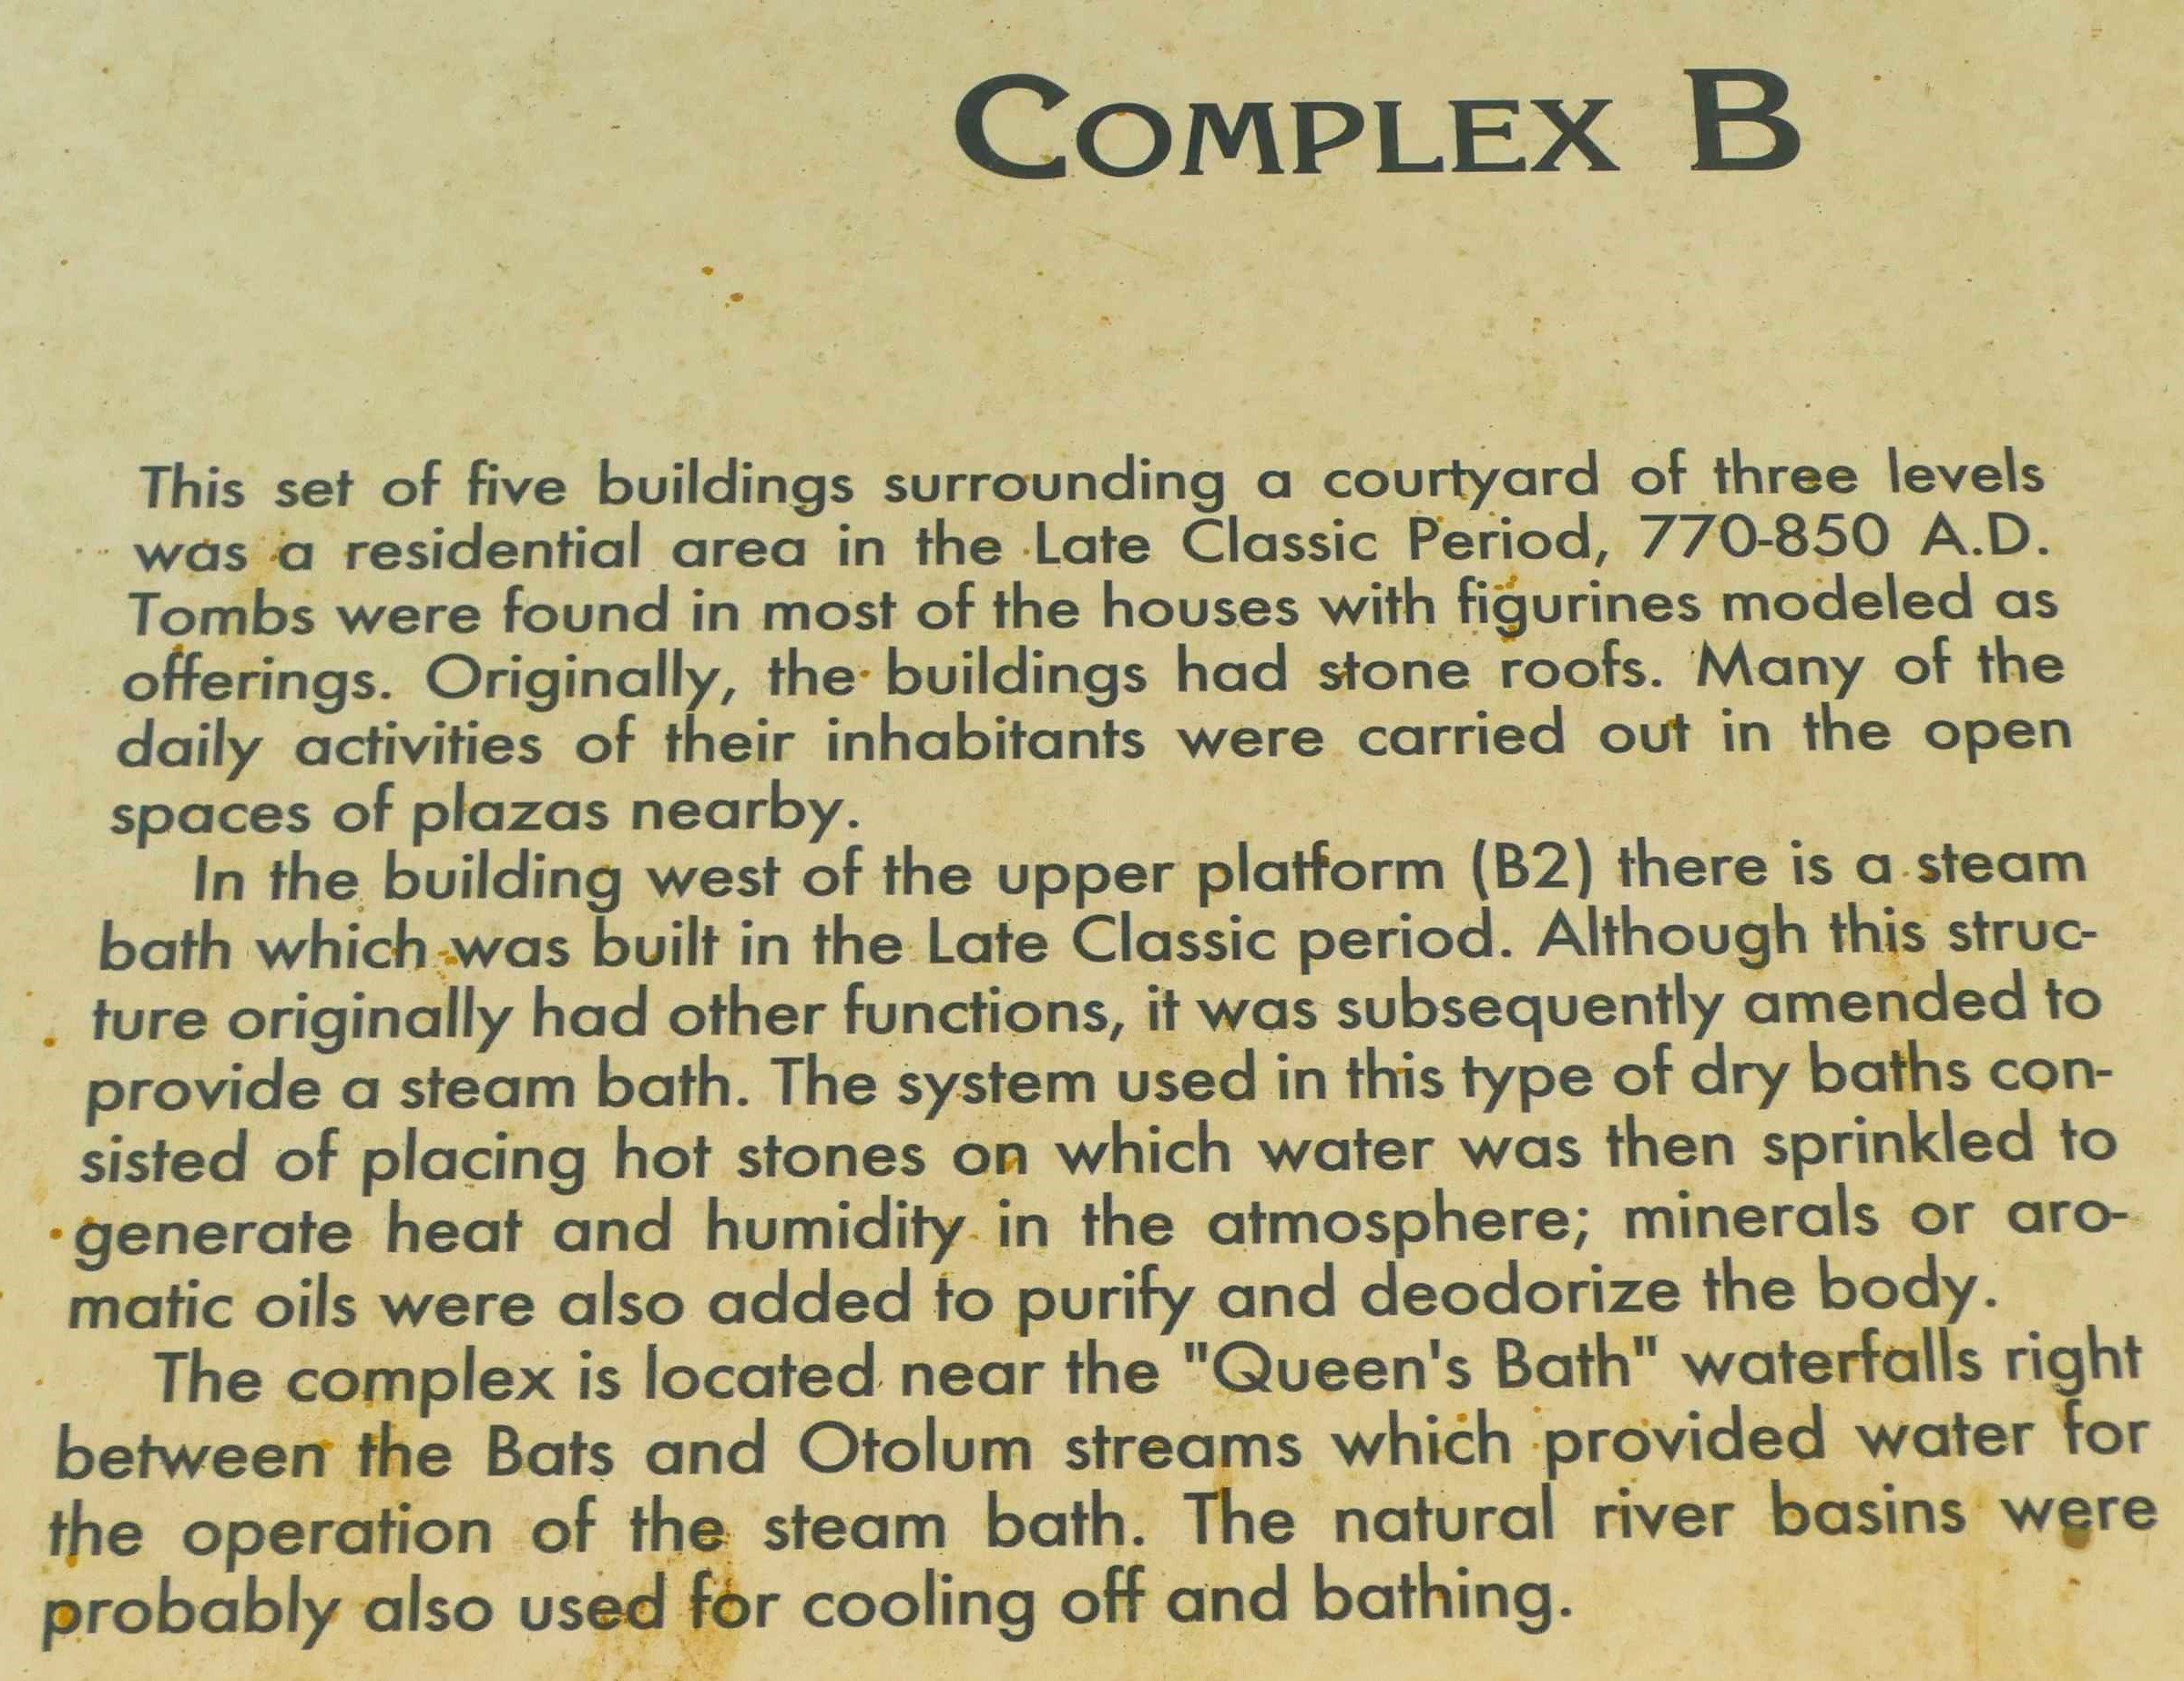 COMPLEX B
This set of five buildings surrounding a courtyard of three levels
was a residential area in the Late Classic Period, 770-850 A.D.
Tombs were found in most of the houses with figurines modeled as
offerings. Originally, the buildings had stone roofs. Many of the
daily activities of their inhabitants were carried out in the open
spaces of plazas nearby.
In the building west of the upper platform (B2) there is a steam
bath which was built in the Late Classic period. Although this struc-
ture originally had other functions, it was subsequently amended to
provide a steam bath. The system used in this type of dry baths con-
sisted of placing hot stones on which water was then sprinkled to
generate heat and humidity in the atmosphere; minerals or aro-
matic oils were also added to purify and deodorize the body.
The complex is located near the "Queen's Bath" waterfalls right
between the Bats and Otolum streams which provided water for
the operation of the steam bath. The natural river basins were
probably also used for cooling off and bathing.